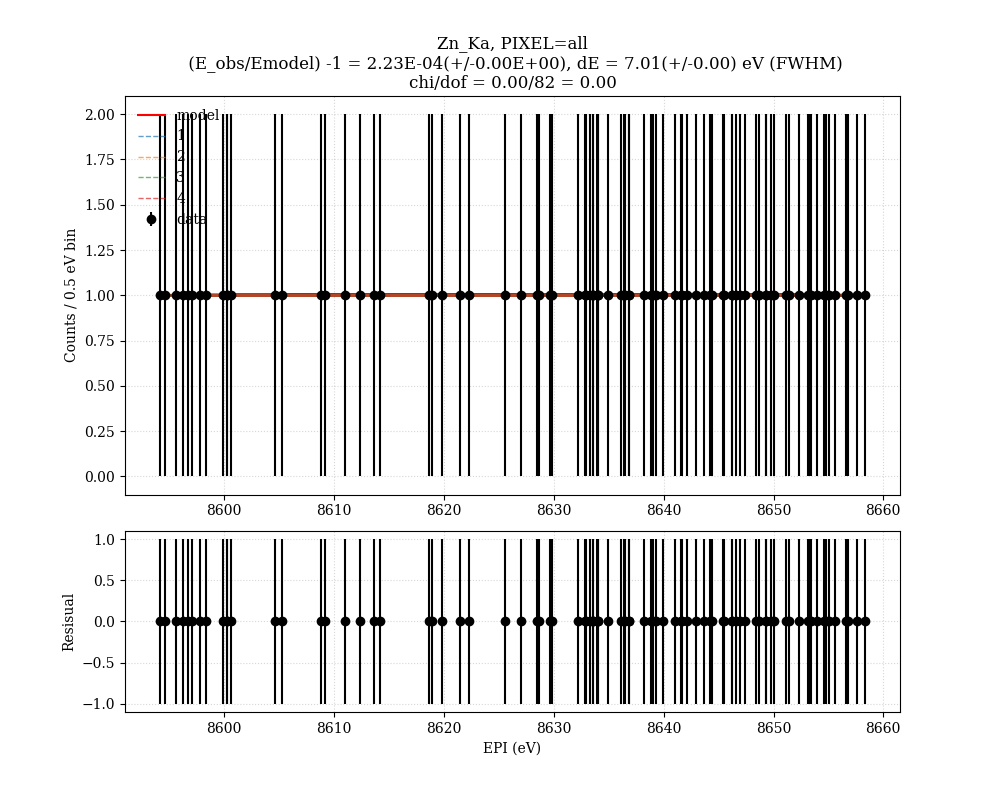 Zn_Ka, PIXEL=all
(E_obs/Emodel) -1 = 2.23E-04(+/-0.00E+00), dE = 7.01(+/-0.00) eV (FWHM)
chi/dof = 0.00/82 = 0.00
model
1
2
3
4
data
Counts / 0.5 eV bin
2.00
1.75
1.50
1.25
1.00
0.75
0.50
0.25
0.00
8600 8610 8620 8630 8640 8650 8660
Resisual
1.0
0.5
0.0
−0.5
−1.0
8600 8610 8620 8630 8640 8650 8660
EPI (eV)